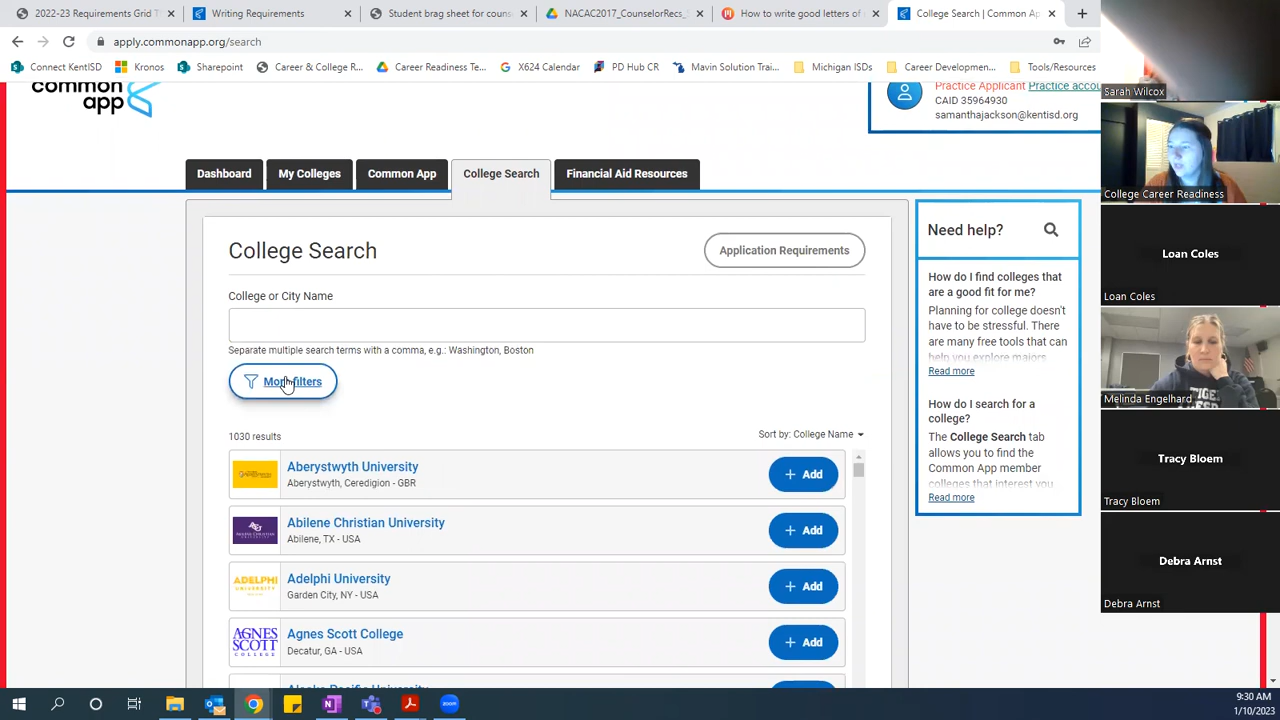 2022-23 Requirements Grid T
Writing Requirements
Student brag sheet for couns
NACAC2017_CounselorRecs_
How to write good letters of
College Search | Common Ap
apply.commonapp.org/search
Connect KentISD
Kronos
Sharepoint
Career & College R...
Career Readiness Te...
X624 Calendar
PD Hub CR
Mavin Solution Trai...
Michigan ISDs
Career Developmen...
Tools/Resources
common
app
Practice Applicant Practice accou
CAID 35964930
samanthajackson@kentisd.org
Dashboard
My Colleges
Common App
College Search
Financial Aid Resources
College Search
Application Requirements
College or City Name
Separate multiple search terms with a comma, e.g.: Washington, Boston
More filters
1030 results
Sort by: College Name
Aberystwyth University
Aberystwyth, Ceredigion - GBR
+ Add
Abilene Christian University
Abilene, TX - USA
+ Add
ADELPHI
Adelphi University
Garden City, NY - USA
+ Add
AGNES
SCOTT
COLLEGE
Agnes Scott College
Decatur, GA - USA
+ Add
Need help?
How do I find colleges that
are a good fit for me?
Planning for college doesn't
have to be stressful. There
are many free tools that can
help you explore majors
Read more
How do I search for a
college?
The College Search tab
allows you to find the
Common App member
colleges that interest you
Read more
Sarah Wilcox
College Career Readiness
Loan Coles
Loan Coles
Melinda Engelhard
Tracy Bloem
Tracy Bloem
Debra Arnst
Debra Arnst
9:30 AM
1/10/2023